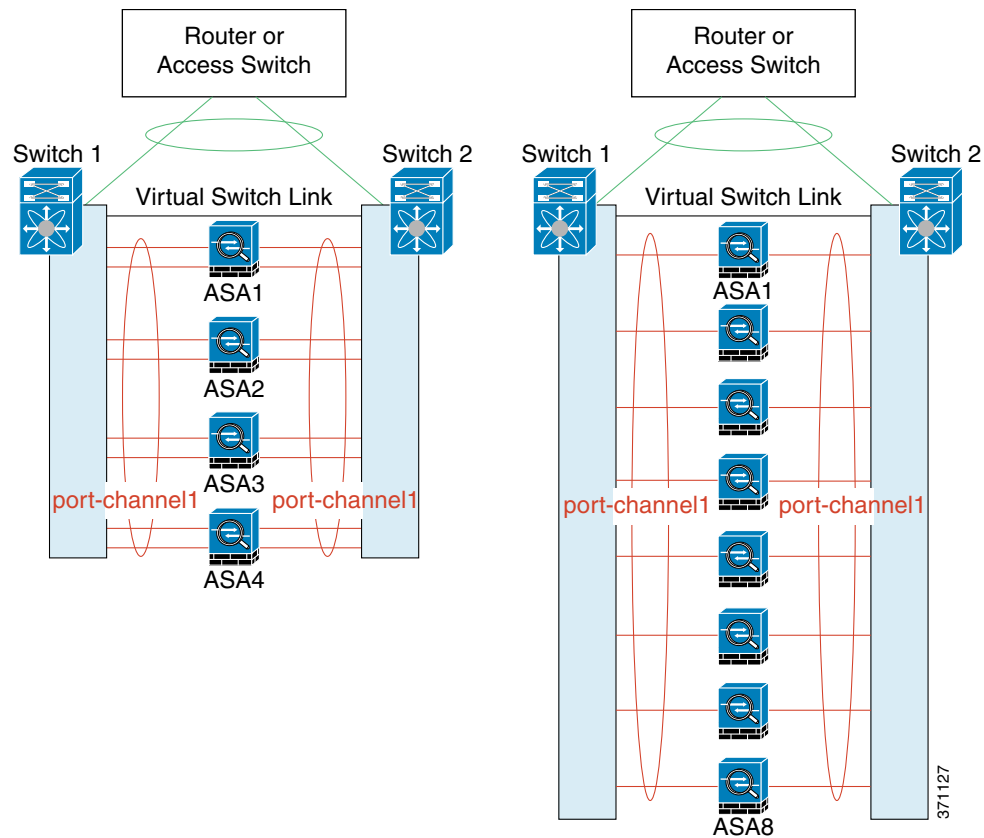 Router or
Access Switch
Switch 1
Switch 2
Virtual Switch Link
ASA1
ASA2
ASA3
port-channel1
port-channel1
ASA4
Router or
Access Switch
Switch 1
Switch 2
Virtual Switch Link
ASA1
port-channel1
port-channel1
ASA8
371127